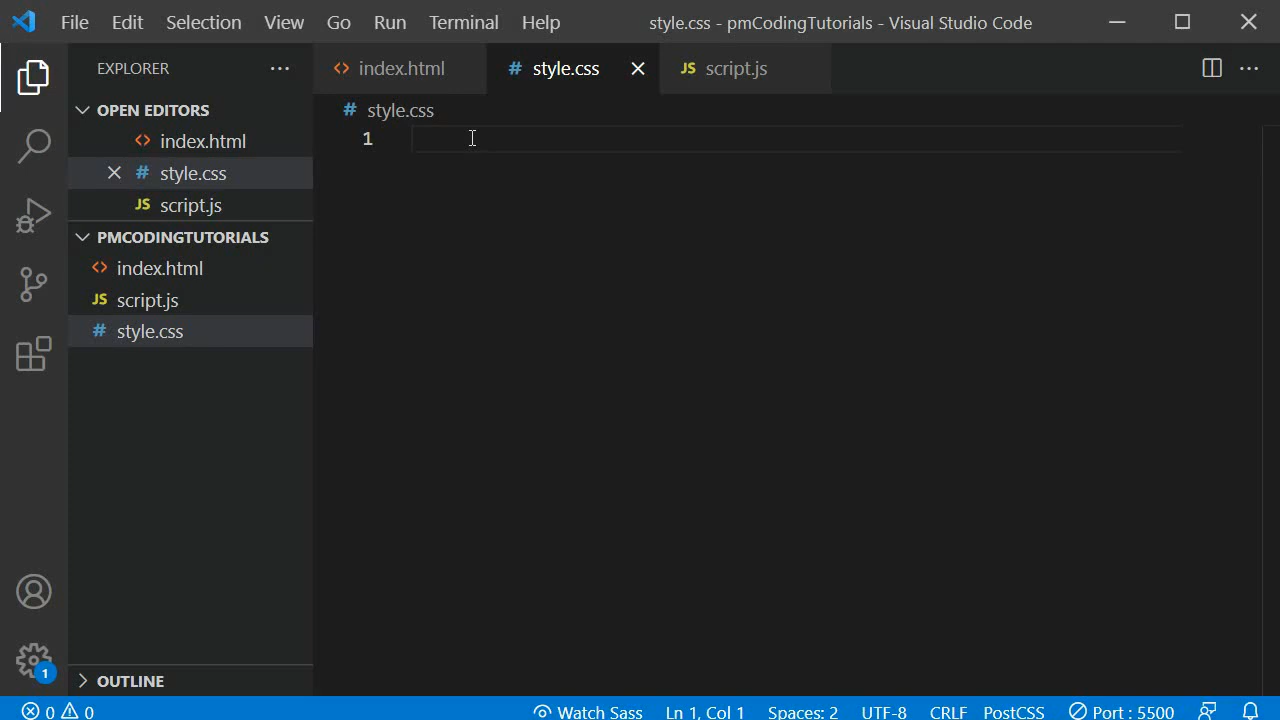 File Edit Selection View Go Run Terminal Help style.css - pmCodingTutorials - Visual Studio Code
EXPLORER
index.html
style.css
script.js
OPEN EDITORS
index.html
style.css
JS script.js
PMCODINGTUTORIALS
index.html
JS script.js
# style.css
OUTLINE
JS
# style.css
1
1
0 0 Watch Sass Ln 1, Col 1 Spaces: 2 UTF-8 CRLF PostCSS Port : 5500